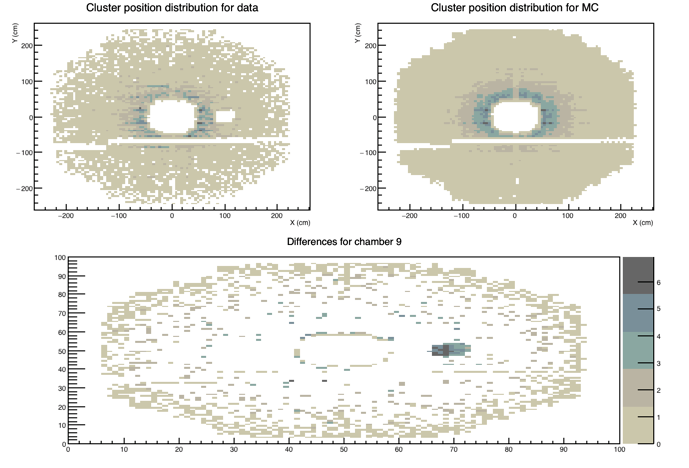 Cluster position distribution for data
Y (cm)
200
100
0
−100
−200
−200 −100 0 100 200
X (cm)
Cluster position distribution for MC
Y (cm)
200
100
0
−100
−200
−200 −100 0 100 200
X (cm)
Differences for chamber 9
100
90
80
70
60
50
40
30
20
10
0
0 10 20 30 40 50 60 70 80 90 100
6
5
4
3
2
1
0